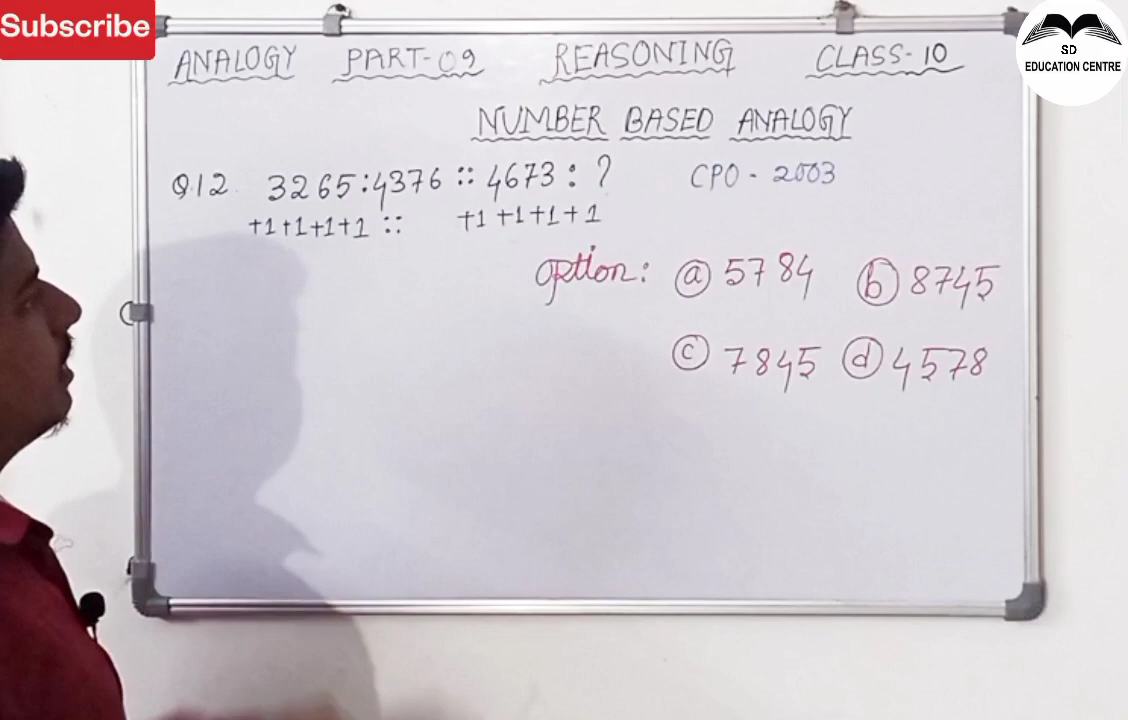 Subscribe
SD
EDUCATION CENTRE
ANALOGY PART-09 REASONING CLASS-10
NUMBER BASED ANALOGY
Q.12. 3265:4376 :: 4673 : ? CPO - 2003
+1+1+1+1 :: +1+1+1+1
option: (a) 5784 (b) 8745
(c) 7845 (d) 4578